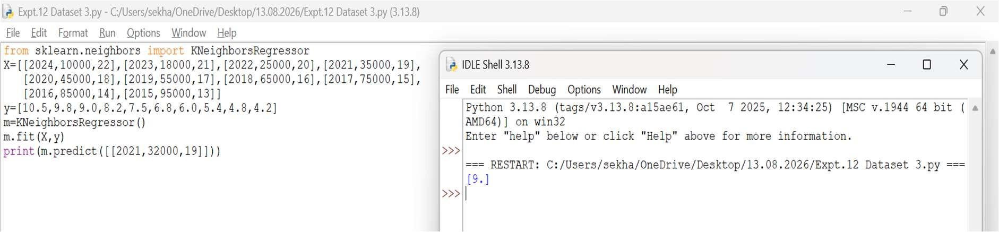 Expt.12 Dataset 3.py - C:/Users/sekha/OneDrive/Desktop/13.08.2026/Expt.12 Dataset 3.py (3.13.8)
File Edit Format Run Options Window Help
from sklearn.neighbors import KNeighborsRegressor
X=[[2024,10000,22],[2023,18000,21],[2022,25000,20],[2021,35000,19],
[2020,45000,18],[2019,55000,17],[2018,65000,16],[2017,75000,15],
[2016,85000,14],[2015,95000,13]]
y=[10.5,9.8,9.0,8.2,7.5,6.8,6.0,5.4,4.8,4.2]
m=KNeighborsRegressor()
m.fit(X,y)
print(m.predict([[2021,32000,19]]))
IDLE Shell 3.13.8
File Edit Shell Debug Options Window Help
Python 3.13.8 (tags/v3.13.8:a15ae61, Oct  7 2025, 12:34:25) [MSC v.1944 64 bit (
AMD64)] on win32
Enter "help" below or click "Help" above for more information.
>>>
=== RESTART: C:/Users/sekha/OneDrive/Desktop/13.08.2026/Expt.12 Dataset 3.py ===
[9.]
>>>